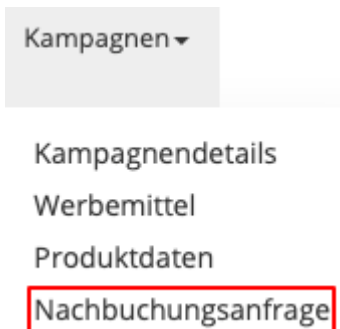 Kampagnen
Kampagnendetails
Werbemittel
Produktdaten
Nachbuchungsanfrage